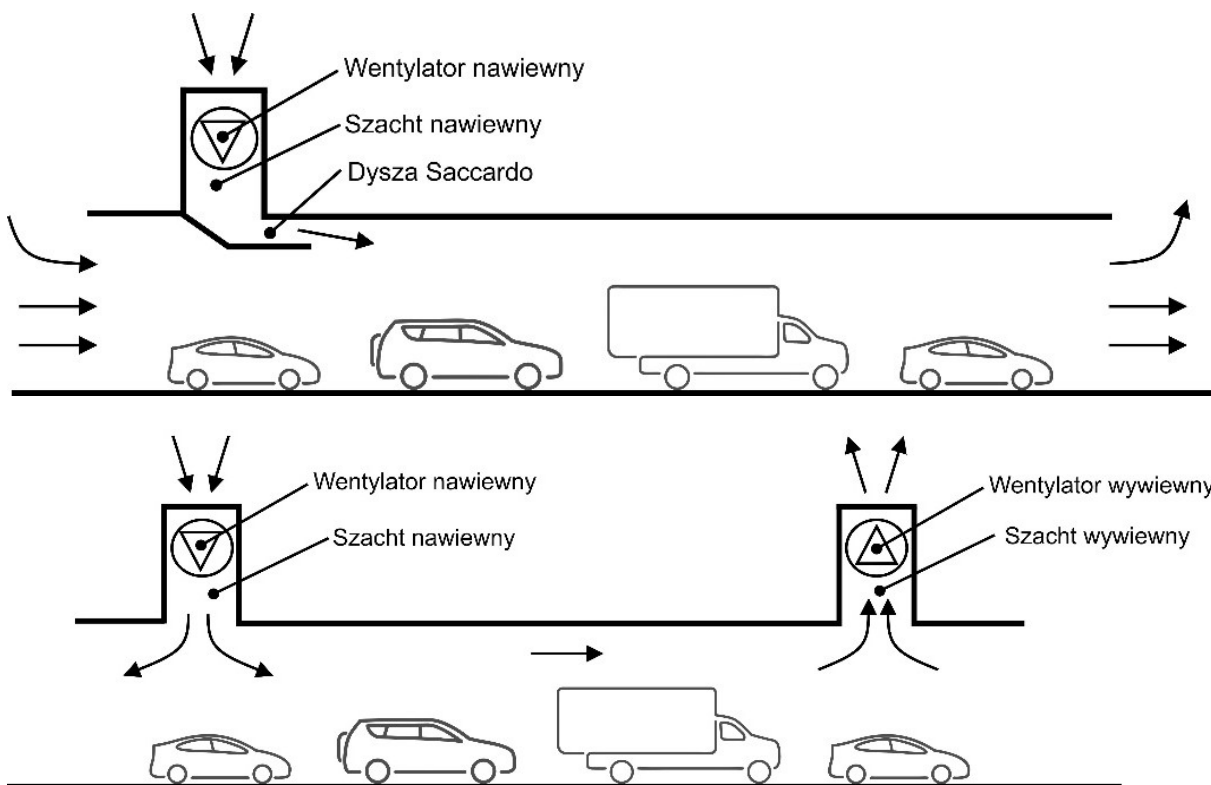 Wentylator nawiewny
Szacht nawiewny
Dysza Saccardo
Wentylator nawiewny
Szacht nawiewny
Wentylator wywiewny
Szacht wywiewny